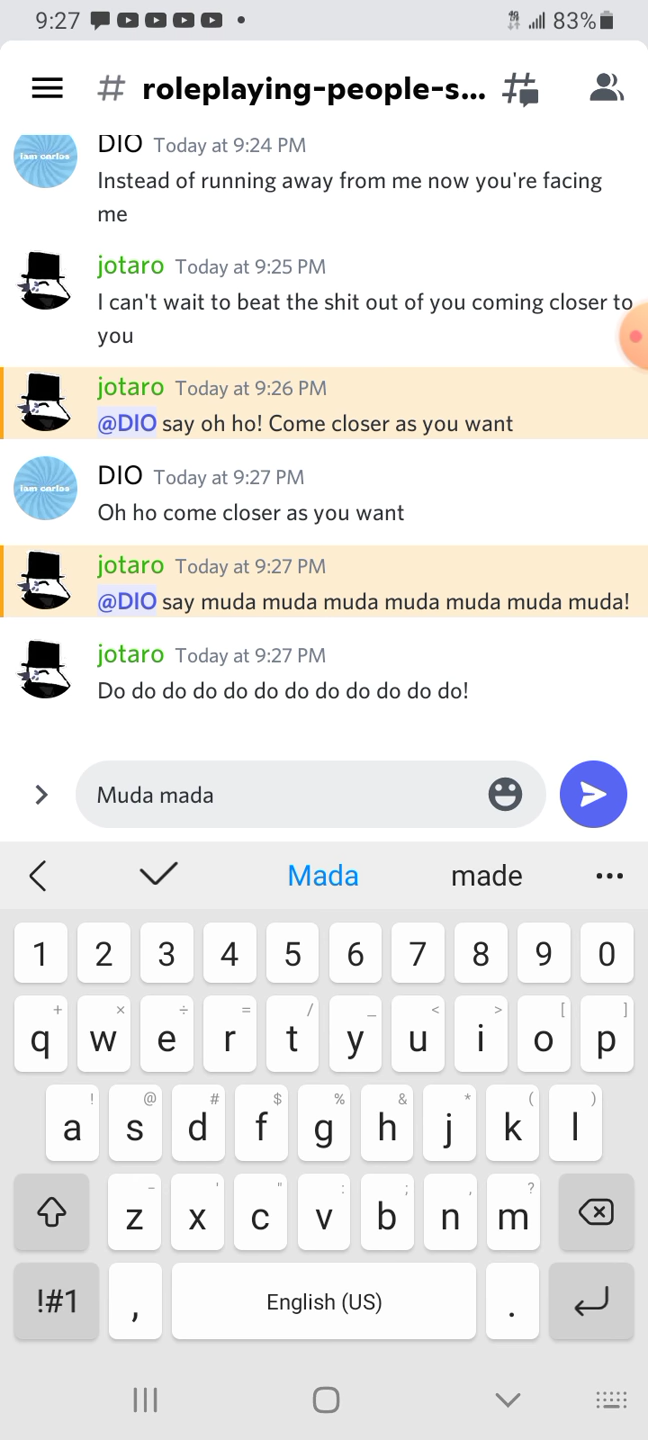 9:27 83%
# roleplaying-people-s...
DIO Today at 9:24 PM
Instead of running away from me now you're facing
me
jotaro Today at 9:25 PM
I can't wait to beat the shit out of you coming closer to
you
jotaro Today at 9:26 PM
@DIO say oh ho! Come closer as you want
DIO Today at 9:27 PM
Oh ho come closer as you want
jotaro Today at 9:27 PM
@DIO say muda muda muda muda muda muda muda!
jotaro Today at 9:27 PM
Do do do do do do do do do do do do!
Muda mada
Mada made
1 2 3 4 5 6 7 8 9 0
+ × ÷ = / _ < > [ ]
q w e r t y u i o p
! @ # $ % & * ( )
a s d f g h j k l
- ' " : ; , ?
z x c v b n m
!#1 , English (US) .